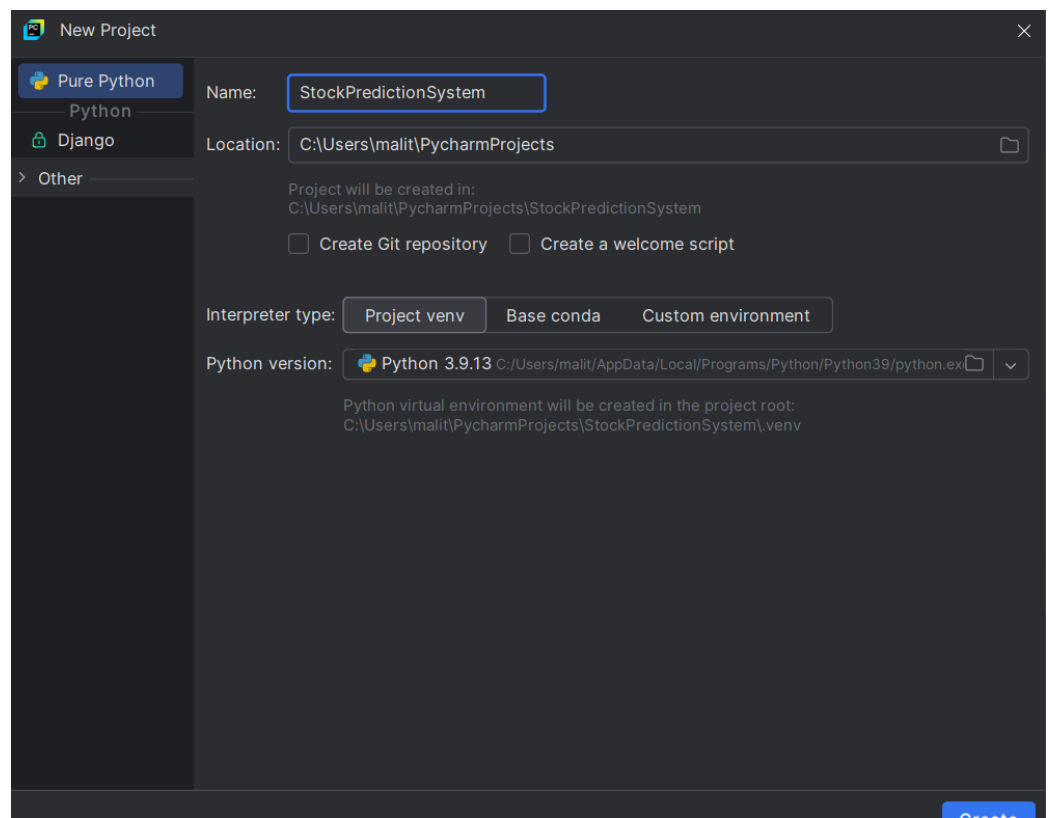 New Project
Pure Python
Python
Django
Other
Name: StockPredictionSystem
Location: C:\Users\malit\PycharmProjects
Project will be created in:
C:\Users\malit\PycharmProjects\StockPredictionSystem
Create Git repository Create a welcome script
Interpreter type: Project venv Base conda Custom environment
Python version: Python 3.9.13 C:/Users/malit/AppData/Local/Programs/Python/Python39/python.ex
Python virtual environment will be created in the project root:
C:\Users\malit\PycharmProjects\StockPredictionSystem\.venv
Create